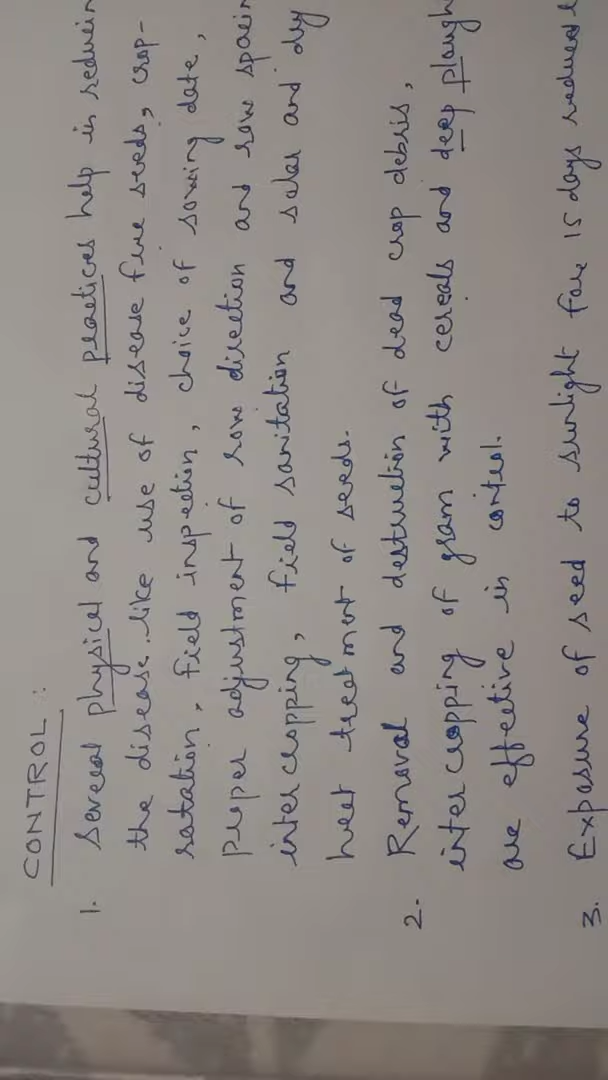 CONTROL :
1. Several physical and cultural practices help in reducin
the disease like use of disease free seeds, crop-
rotation, field inspection, choice of sowing date,
proper adjustment of row direction and row spacin
inter cropping, field sanitation and solar and dry
heat treatment of seeds.
2. Removal and destruction of dead crop debris,
inter cropping of gram with cereals and deep plough
are effective in control.
3. Exposure of seed to sunlight for 15 days reduced